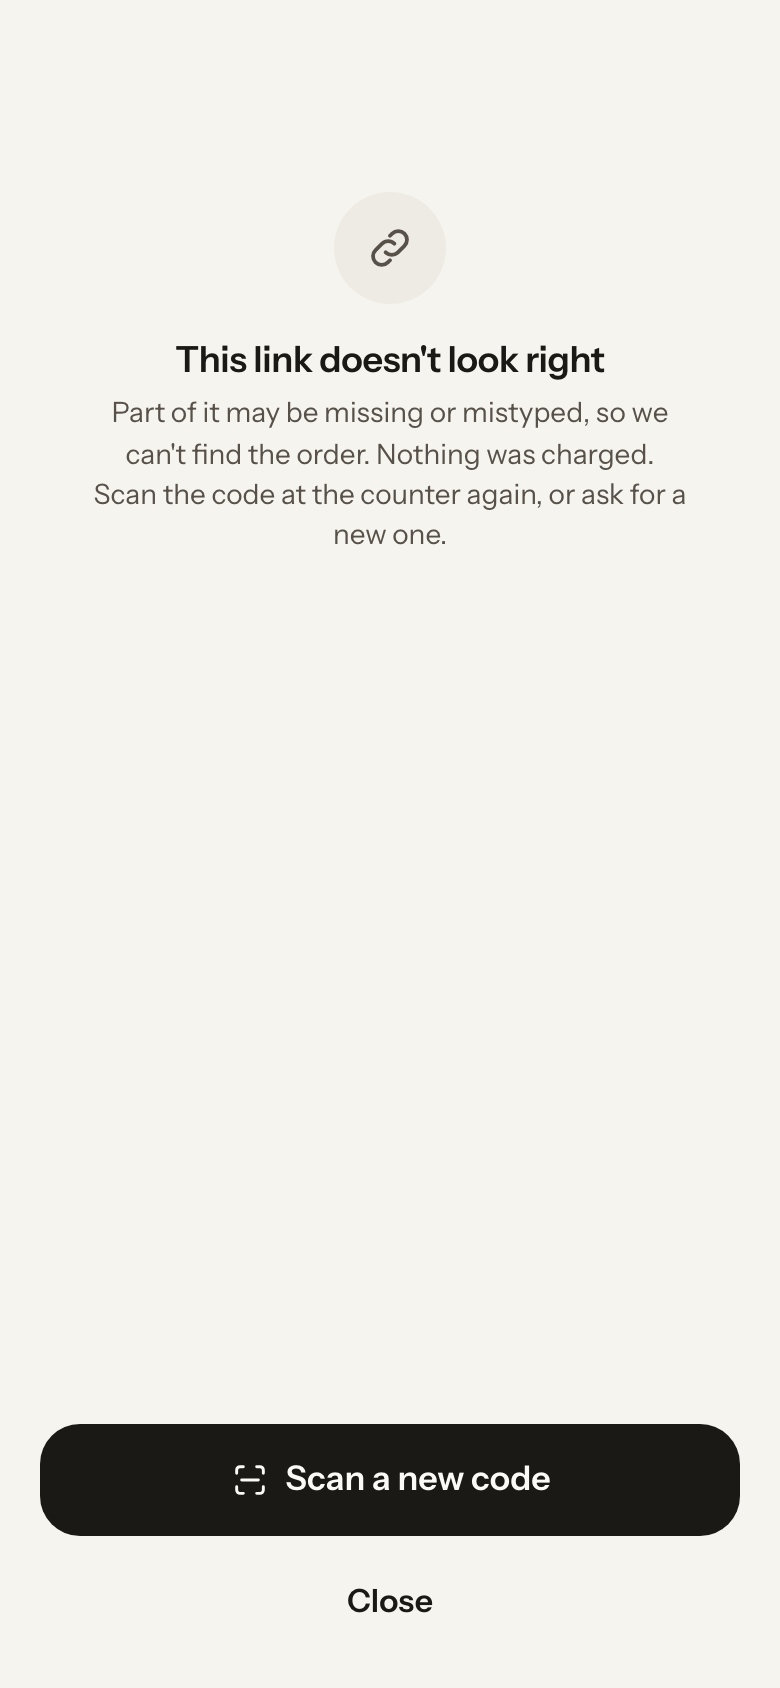 This link doesn't look right
Part of it may be missing or mistyped, so we
can't find the order. Nothing was charged.
Scan the code at the counter again, or ask for a
new one.
Scan a new code
Close